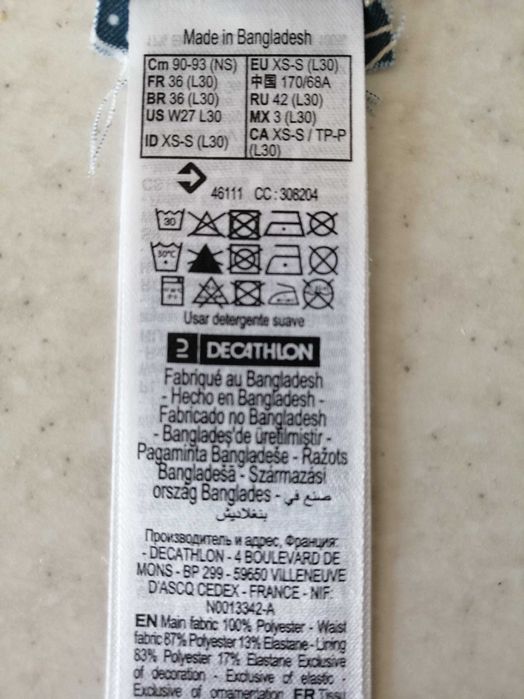 Made in Bangladesh
Cm 90-93 (NS) EU XS-S (L30)
FR 36 (L30) 中国 170/68A
BR 36 (L30) RU 42 (L30)
US W27 L30 MX 3 (L30)
ID XS-S (L30) CA XS-S / TP-P (L30)
46111 CC : 308204
30
30°C
Usar detergente suave
DECATHLON
Fabriqué au Bangladesh
- Hecho en Bangladesh -
Fabricado no Bangladesh
- Bangladeş'de üretilmiştir -
Pagaminta Bangladeše - Ražots
Bangladešā - Származási
ország Banglades - صنع في
بنغلاديش
Производитель и адрес, Франция:
- DECATHLON - 4 BOULEVARD DE
MONS - BP 299 - 59650 VILLENEUVE
D'ASCQ CEDEX - FRANCE - NIF:
N0013342-A
EN Main fabric 100% Polyester - Waist
fabric 87% Polyester 13% Elastane - Lining
83% Polyester 17% Elastane Exclusive
of decoration - Exclusive of elastic -
Exclusive of ornamentation FR Tissu